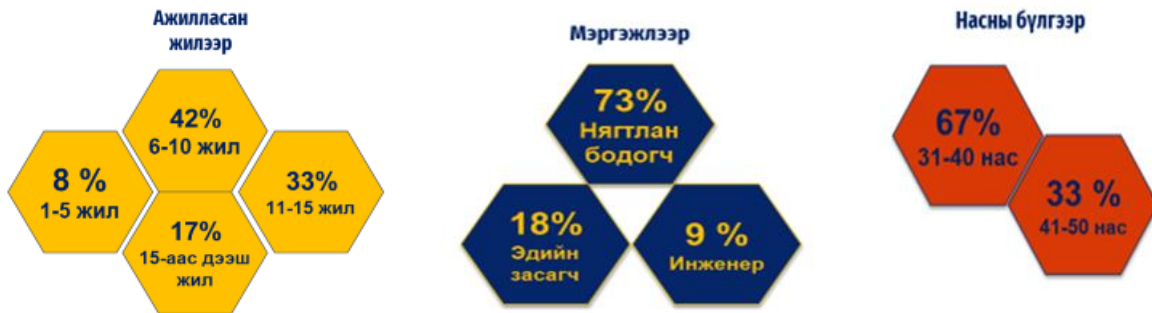 Ажилласан
жилээр
42%
6-10 жил
8 %
1-5 жил
33%
11-15 жил
17%
15-аас дээш
жил
Мэргэжлээр
73%
Нягтлан
бодогч
18%
Эдийн
засагч
9 %
Инженер
Насны бүлгээр
67%
31-40 нас
33 %
41-50 нас